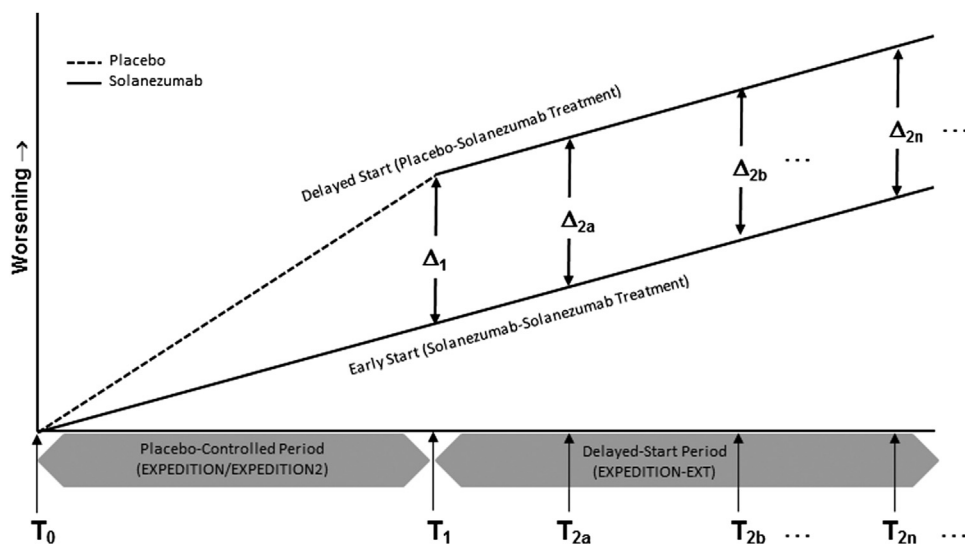 Placebo
Solanezumab
Worsening →
Delayed Start (Placebo-Solanezumab Treatment)
Δ1
Δ2a
Δ2b
...
Δ2n
...
Early Start (Solanezumab-Solanezumab Treatment)
Placebo-Controlled Period
(EXPEDITION/EXPEDITION2)
Delayed-Start Period
(EXPEDITION-EXT)
T0
T1
T2a
T2b
...
T2n
...